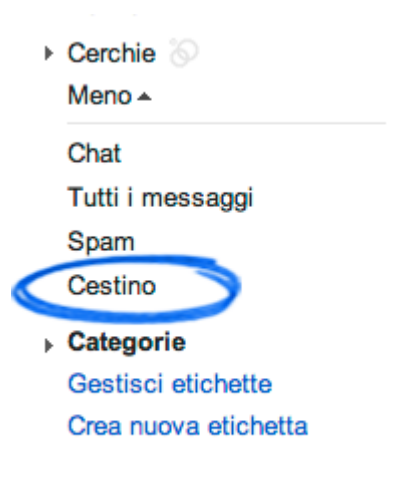 Cerchie
Meno
Chat
Tutti i messaggi
Spam
Cestino
Categorie
Gestisci etichette
Crea nuova etichetta